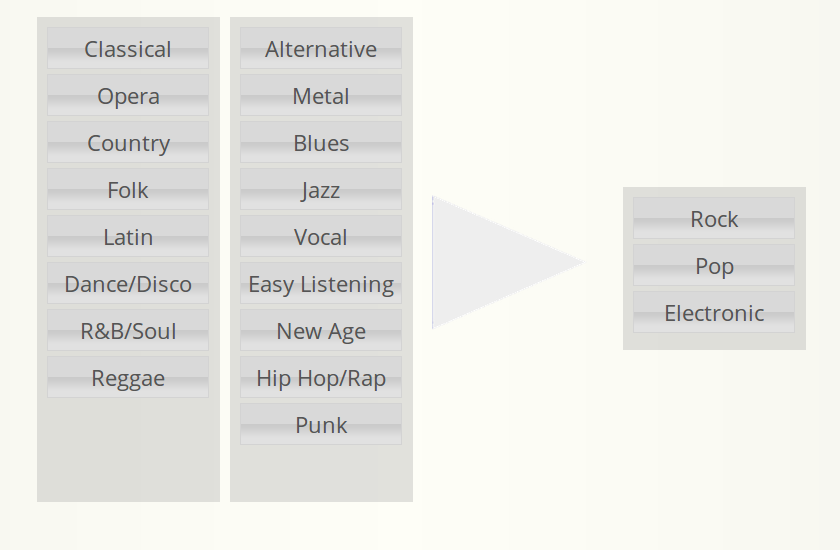 Classical
Opera
Country
Folk
Latin
Dance/Disco
R&B/Soul
Reggae
Alternative
Metal
Blues
Jazz
Vocal
Easy Listening
New Age
Hip Hop/Rap
Punk
Rock
Pop
Electronic